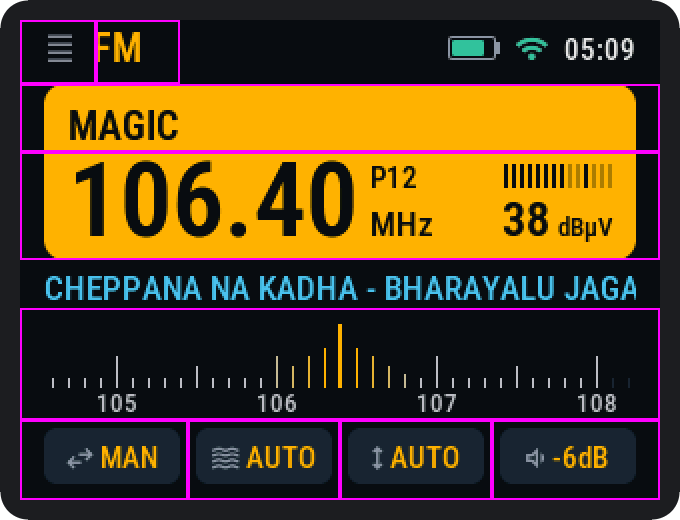 FM 05:09
MAGIC
106.40 P12 MHz 38 dBµV
CHEPPANA NA KADHA - BHARAYALU JAGA
105 106 107 108
MAN AUTO AUTO -6dB